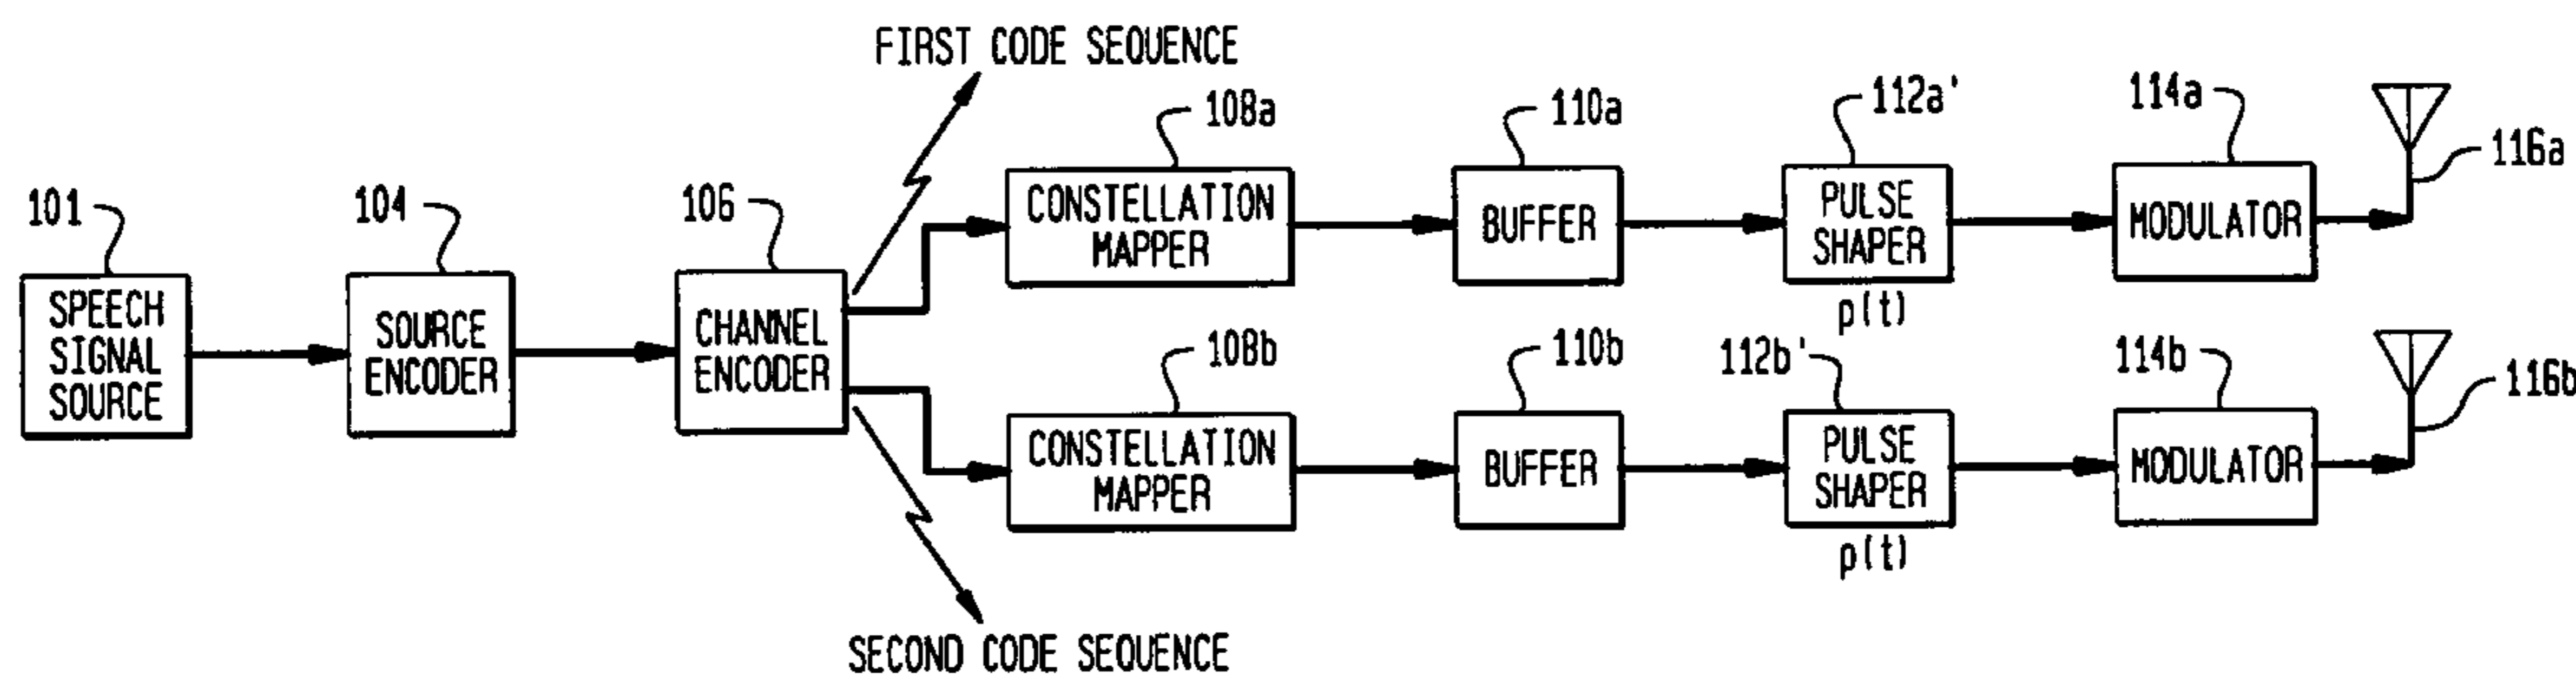 FIRST CODE SEQUENCE
101
SPEECH
SIGNAL
SOURCE
104
SOURCE
ENCODER
106
CHANNEL
ENCODER
108a
CONSTELLATION
MAPPER
110a
BUFFER
112a'
PULSE
SHAPER
p(t)
114a
MODULATOR
116a
108b
CONSTELLATION
MAPPER
110b
BUFFER
112b'
PULSE
SHAPER
p(t)
114b
MODULATOR
116b
SECOND CODE SEQUENCE